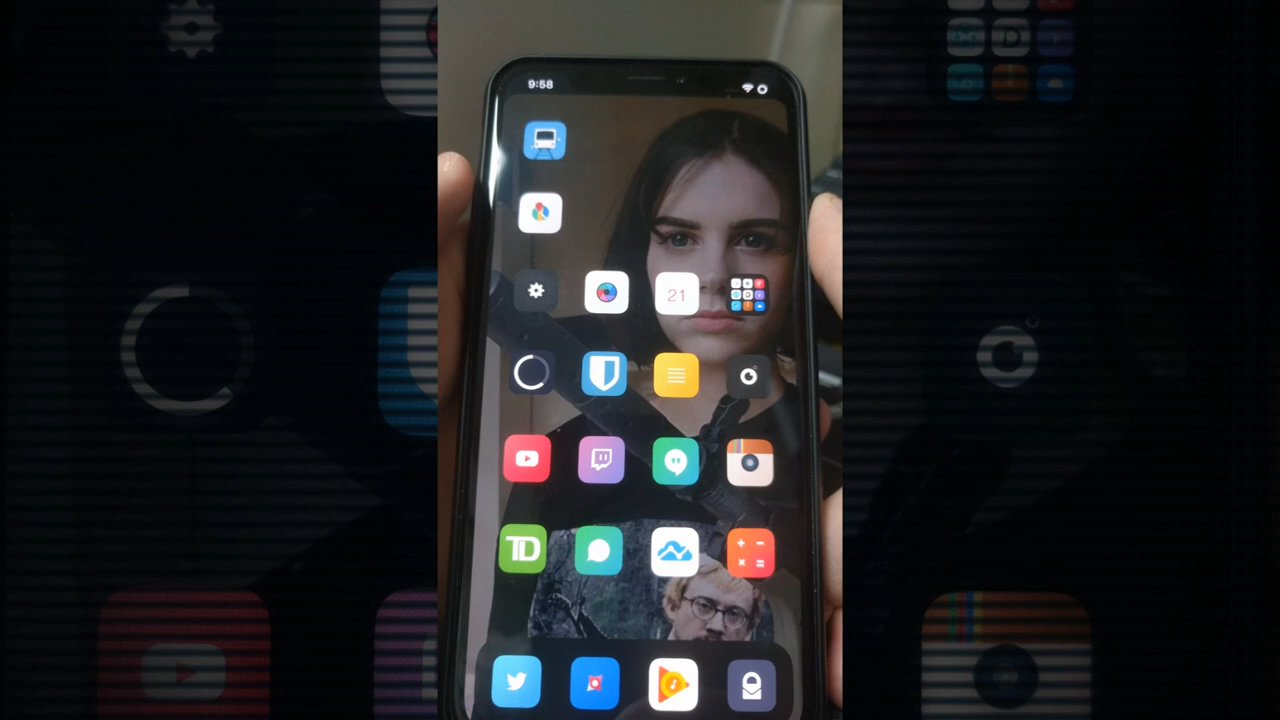 9:58
21
TD
+ −
× =